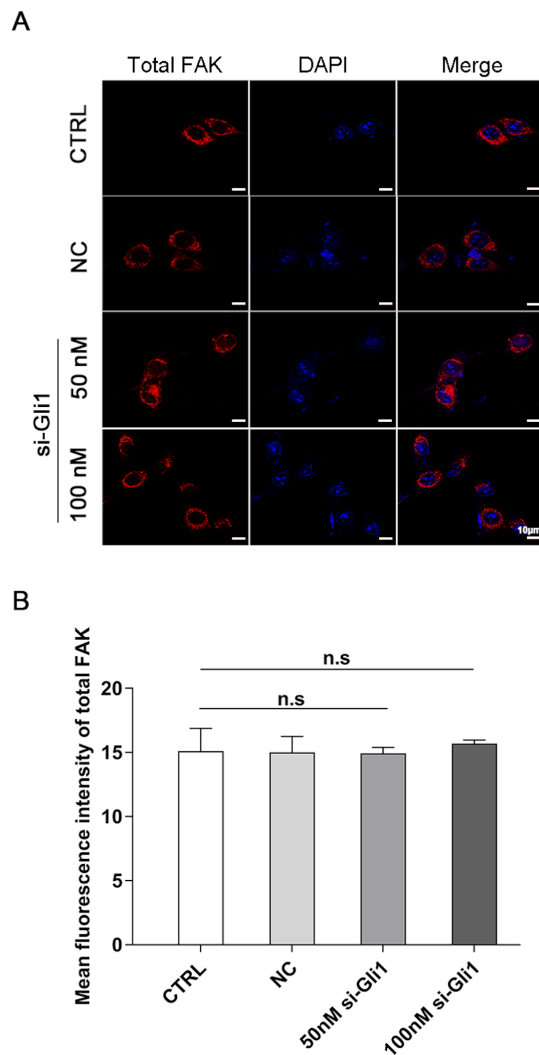 A
Total FAK DAPI Merge
CTRL
NC
si-Gli1
50 nM
100 nM
10μm
B
Mean fluorescence intensity of total FAK
n.s
n.s
20
15
10
5
0
CTRL
NC
50nM si-Gli1
100nM si-Gli1